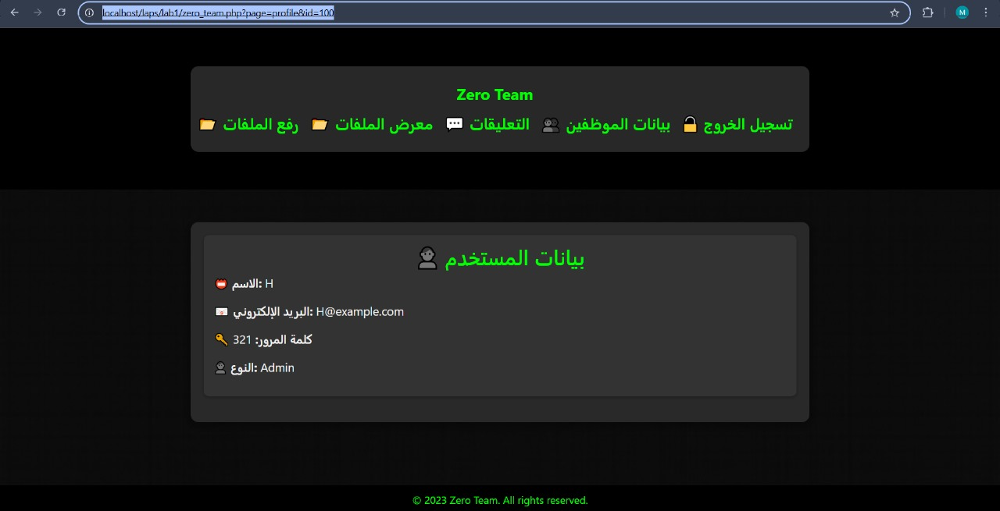 localhost/laps/lab1/zero_team.php?page=profile&id=100
M
Zero Team
رفع الملفات معرض الملفات التعليقات بيانات الموظفين تسجيل الخروج
بيانات المستخدم
الاسم: H
البريد الإلكتروني: H@example.com
كلمة المرور: 321
النوع: Admin
© 2023 Zero Team. All rights reserved.